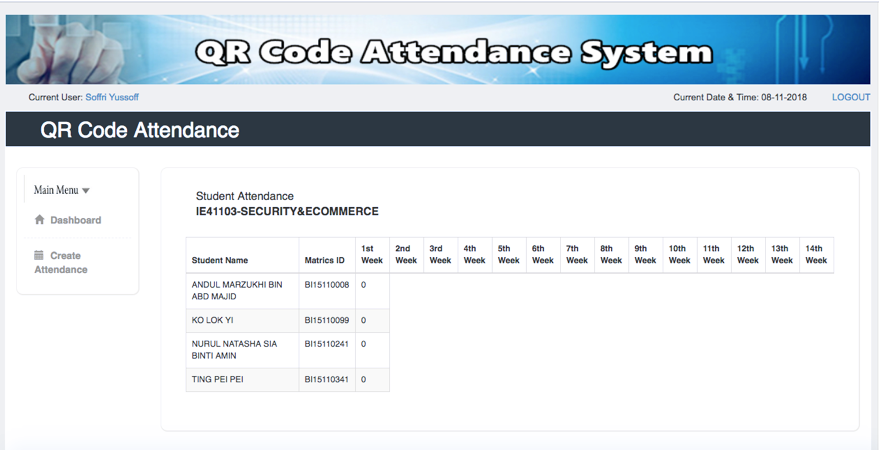 QR Code Attendance System
Current User: Soffri Yussoff
Current Date & Time: 08-11-2018 LOGOUT
QR Code Attendance
Main Menu
Dashboard
Create
Attendance
Student Attendance
IE41103-SECURITY&ECOMMERCE
Student Name Matrics ID 1st Week 2nd Week 3rd Week 4th Week 5th Week 6th Week 7th Week 8th Week 9th Week 10th Week 11th Week 12th Week 13th Week 14th Week
ANDUL MARZUKHI BIN BI15110008 0
ABD MAJID
KO LOK YI BI15110099 0
NURUL NATASHA SIA BI15110241 0
BINTI AMIN
TING PEI PEI BI15110341 0